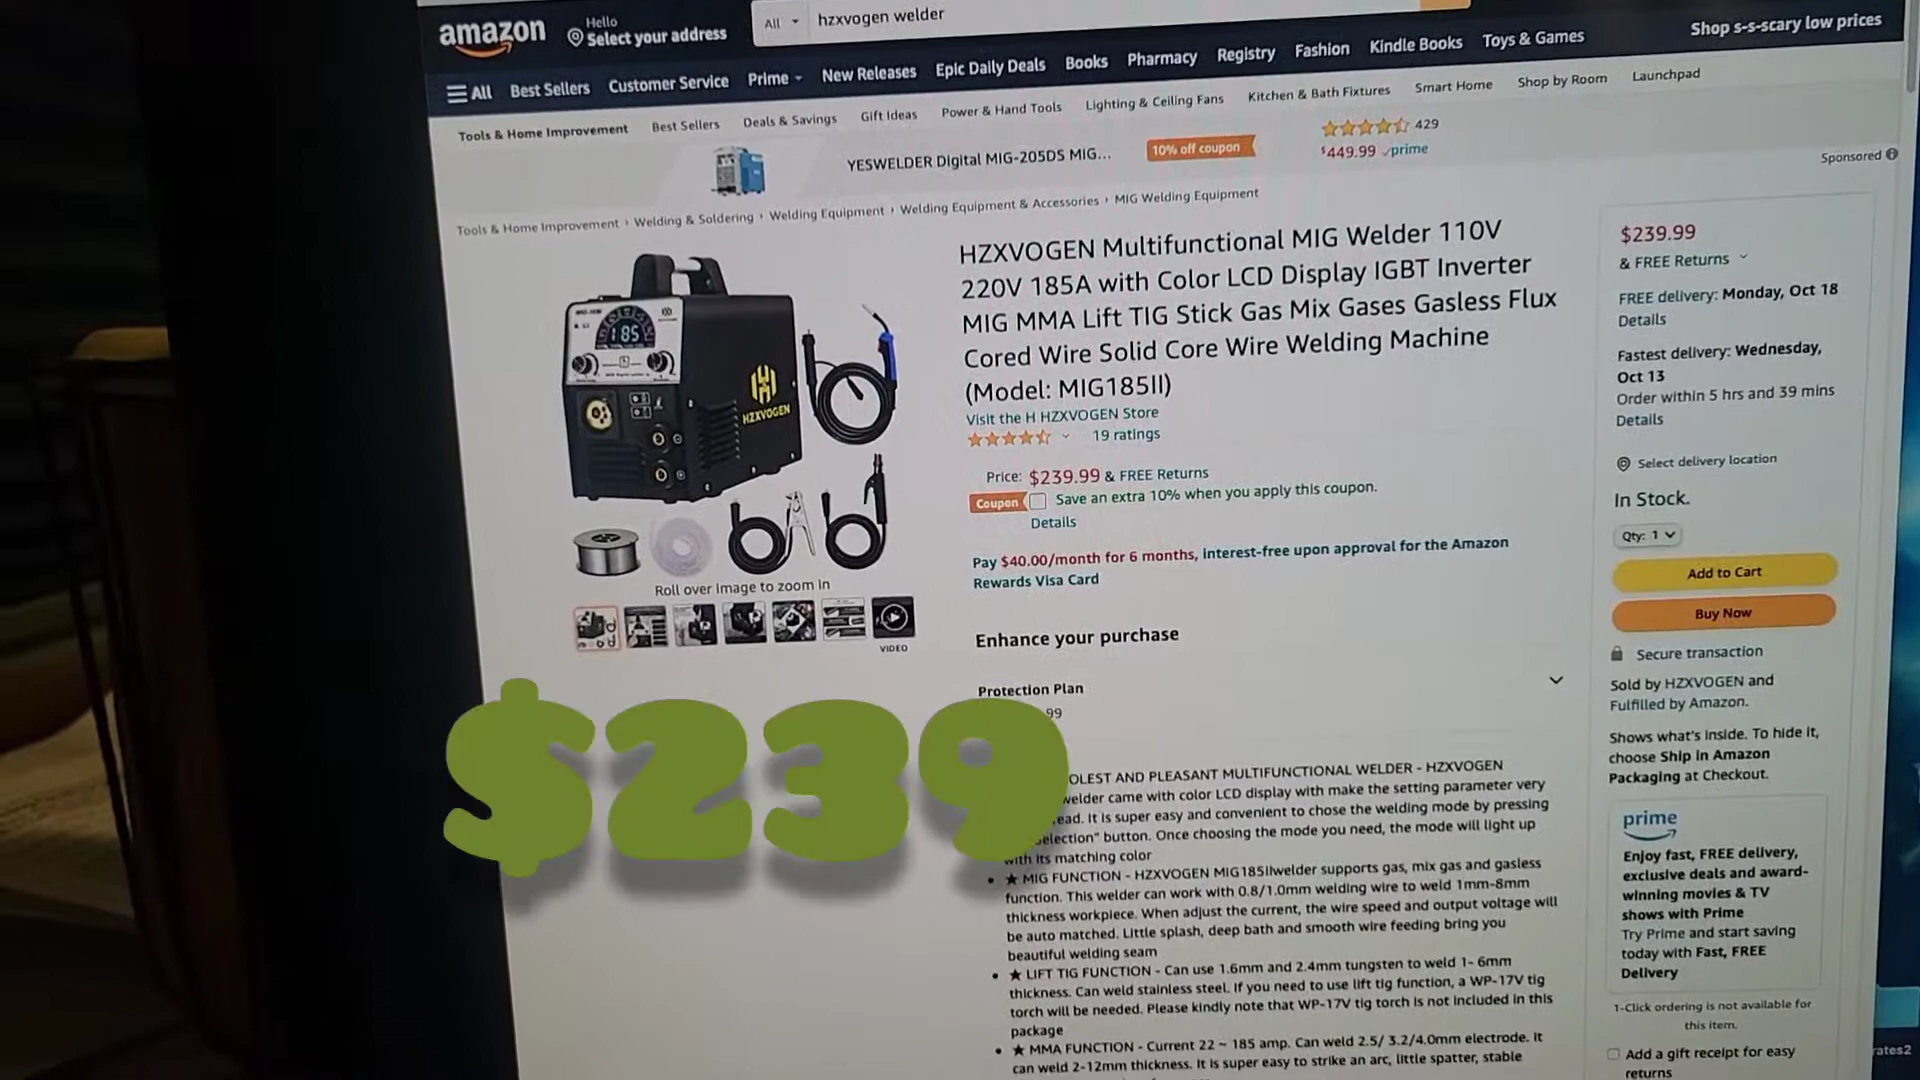 amazon
Hello
Select your address
All
hzxvogen welder
Shop s-s-scary low prices
All Best Sellers Customer Service Prime New Releases Epic Daily Deals Books Pharmacy Registry Fashion Kindle Books Toys & Games
Tools & Home Improvement Best Sellers Deals & Savings Gift Ideas Power & Hand Tools Lighting & Ceiling Fans Kitchen & Bath Fixtures Smart Home Shop by Room Launchpad
YESWELDER Digital MIG-205DS MIG...
10% off coupon
429
$449.99 prime
Sponsored
Tools & Home Improvement › Welding & Soldering › Welding Equipment › Welding Equipment & Accessories › MIG Welding Equipment
185
HZXVOGEN
Roll over image to zoom in
VIDEO
HZXVOGEN Multifunctional MIG Welder 110V
220V 185A with Color LCD Display IGBT Inverter
MIG MMA Lift TIG Stick Gas Mix Gases Gasless Flux
Cored Wire Solid Core Wire Welding Machine
(Model: MIG185II)
Visit the H HZXVOGEN Store
19 ratings
Price: $239.99 & FREE Returns
Coupon Save an extra 10% when you apply this coupon.
Details
Pay $40.00/month for 6 months, interest-free upon approval for the Amazon
Rewards Visa Card
Enhance your purchase
Protection Plan
99
$239
OLEST AND PLEASANT MULTIFUNCTIONAL WELDER - HZXVOGEN
welder came with color LCD display with make the setting parameter very
ead. It is super easy and convenient to chose the welding mode by pressing
election" button. Once choosing the mode you need, the mode will light up
with its matching color
• ★ MIG FUNCTION - HZXVOGEN MIG185IIwelder supports gas, mix gas and gasless
function. This welder can work with 0.8/1.0mm welding wire to weld 1mm-8mm
thickness workpiece. When adjust the current, the wire speed and output voltage will
be auto matched. Little splash, deep bath and smooth wire feeding bring you
beautiful welding seam
• ★ LIFT TIG FUNCTION - Can use 1.6mm and 2.4mm tungsten to weld 1- 6mm
thickness. Can weld stainless steel. If you need to use lift tig function, a WP-17V tig
torch will be needed. Please kindly note that WP-17V tig torch is not included in this
package
• ★ MMA FUNCTION - Current 22 ~ 185 amp. Can weld 2.5/ 3.2/4.0mm electrode. It
can weld 2-12mm thickness. It is super easy to strike an arc, little spatter, stable
$239.99
& FREE Returns
FREE delivery: Monday, Oct 18
Details
Fastest delivery: Wednesday,
Oct 13
Order within 5 hrs and 39 mins
Details
Select delivery location
In Stock.
Qty: 1
Add to Cart
Buy Now
Secure transaction
Sold by HZXVOGEN and
Fulfilled by Amazon.
Shows what's inside. To hide it,
choose Ship in Amazon
Packaging at Checkout.
prime
Enjoy fast, FREE delivery,
exclusive deals and award-
winning movies & TV
shows with Prime
Try Prime and start saving
today with Fast, FREE
Delivery
1-Click ordering is not available for
this item.
Add a gift receipt for easy
returns
rates2